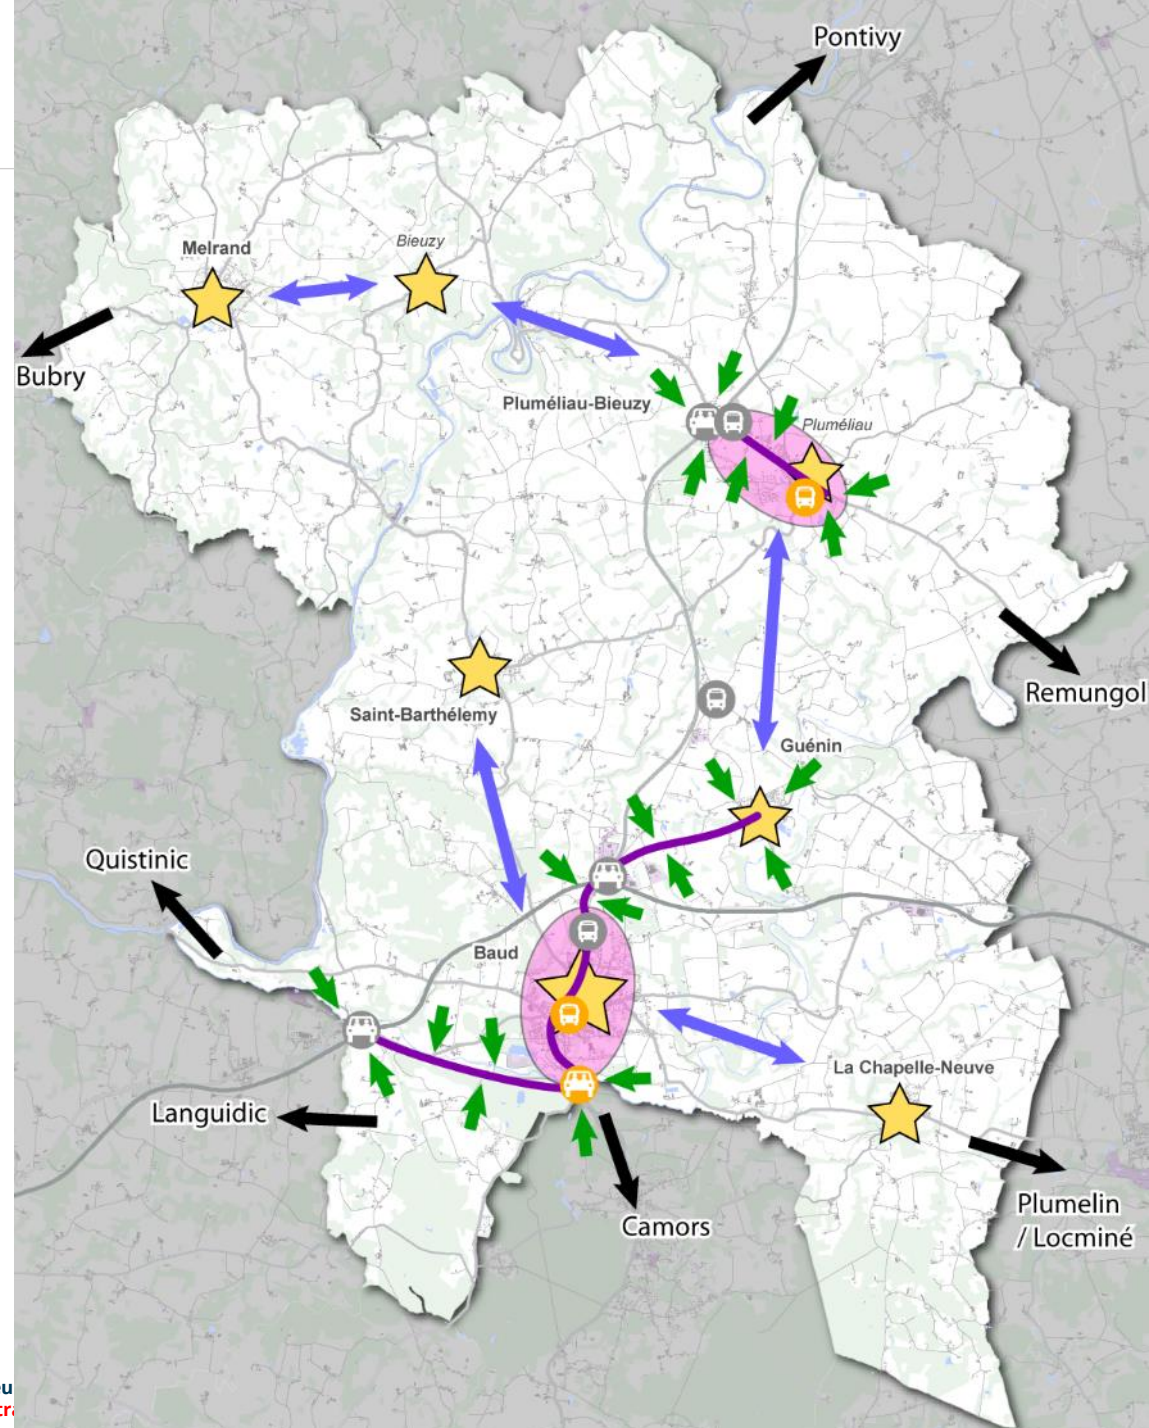 Pontivy
Melrand
Bieuzy
Bubry
Pluméliau-Bieuzy
Pluméliau
Remungol
Saint-Barthélemy
Guénin
Quistinic
Baud
La Chapelle-Neuve
Languidic
Camors
Plumelin
/ Locminé